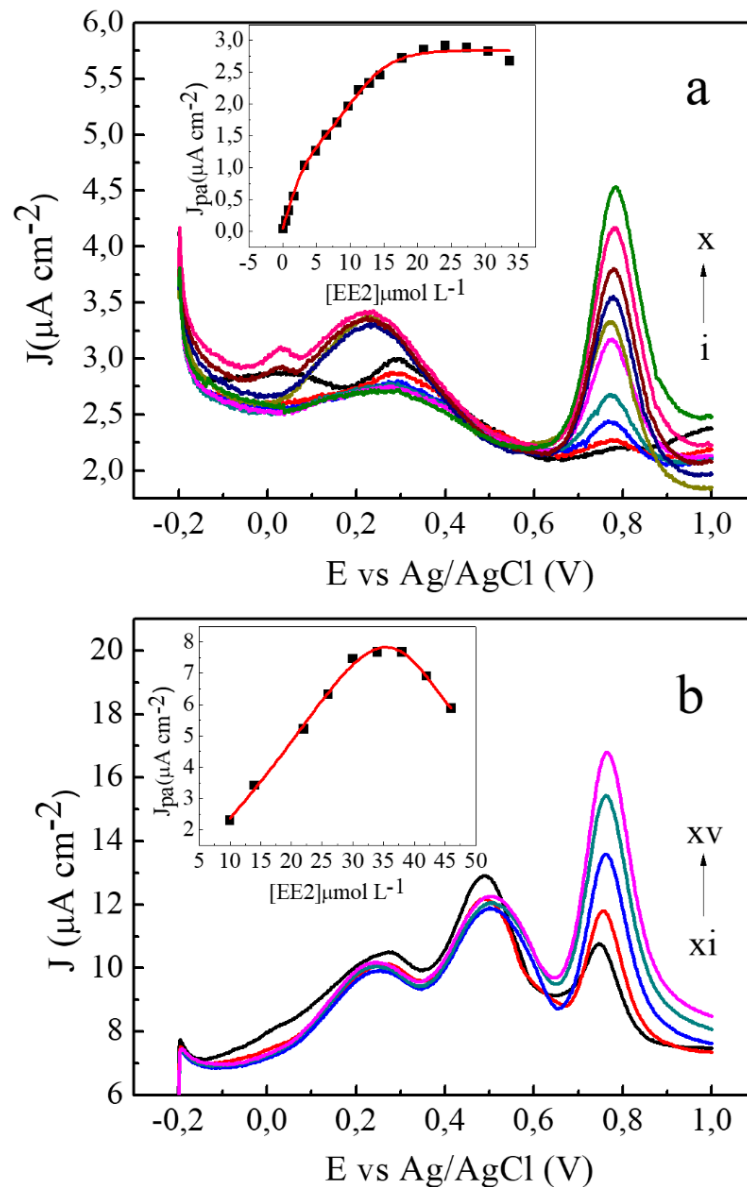 a
6,0
5,5
5,0
4,5
4,0
3,5
3,0
2,5
2,0
J(µA cm-2)
-0,2 0,0 0,2 0,4 0,6 0,8 1,0
E vs Ag/AgCl (V)
3,0
2,5
2,0
1,5
1,0
0,5
0,0
Jpa(µA cm-2)
-5 0 5 10 15 20 25 30 35
[EE2]µmol L-1
x
i
b
20
18
16
14
12
10
8
6
J (µA cm-2)
-0,2 0,0 0,2 0,4 0,6 0,8 1,0
E vs Ag/AgCl (V)
8
7
6
5
4
3
2
Jpa(µA cm-2)
5 10 15 20 25 30 35 40 45 50
[EE2]µmol L-1
xv
xi